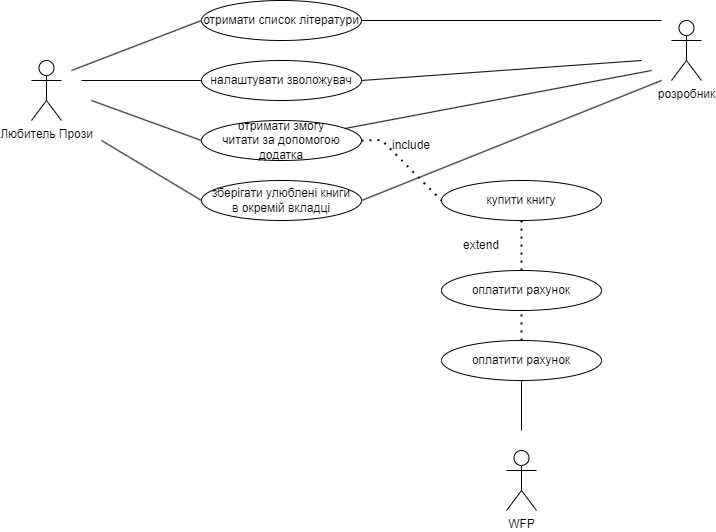 отримати список літератури
налаштувати зволожувач
Любитель Прози
розробник
отримати змогу
читати за допомогою
додатка
include
зберігати улюблені книги
в окремій вкладці
купити книгу
extend
оплатити рахунок
оплатити рахунок
WFP